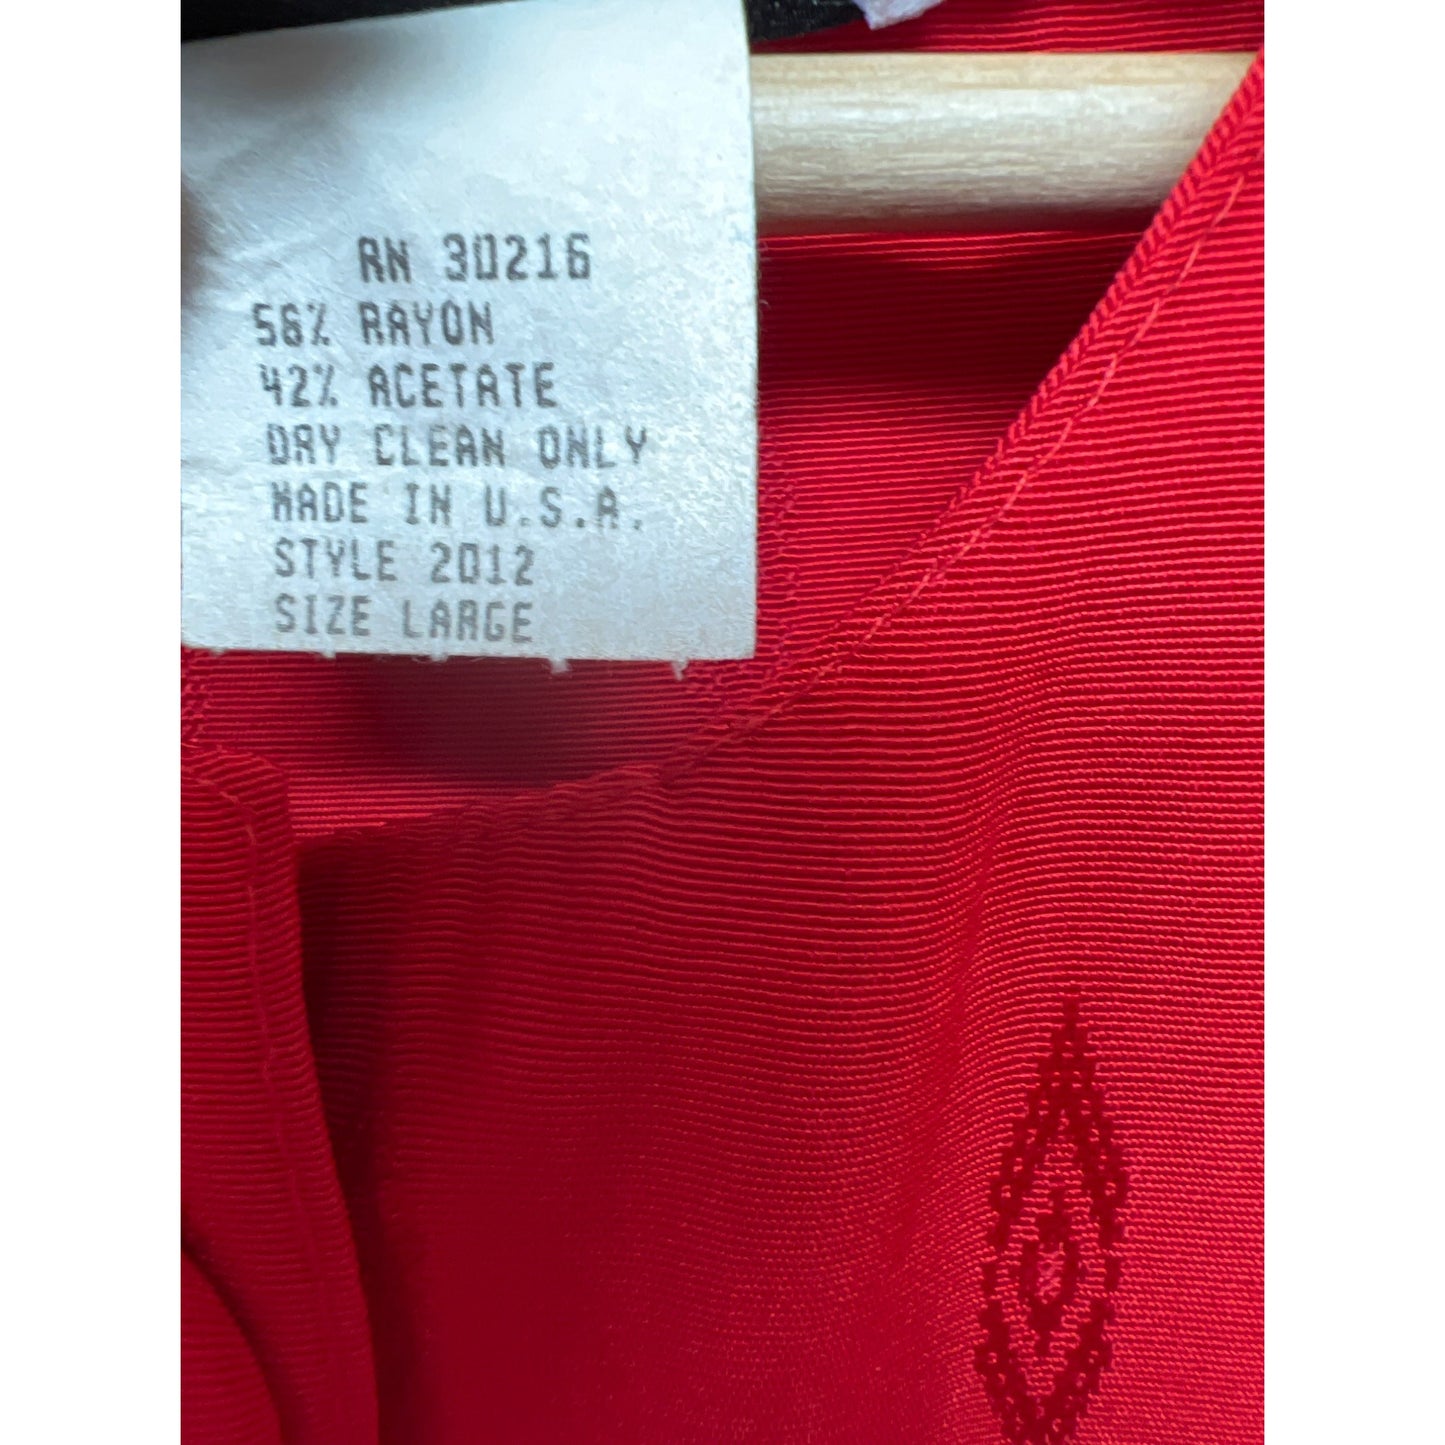 RN 30216
58% RAYON
42% ACETATE
DRY CLEAN ONLY
MADE IN U.S.A.
STYLE 2012
SIZE LARGE